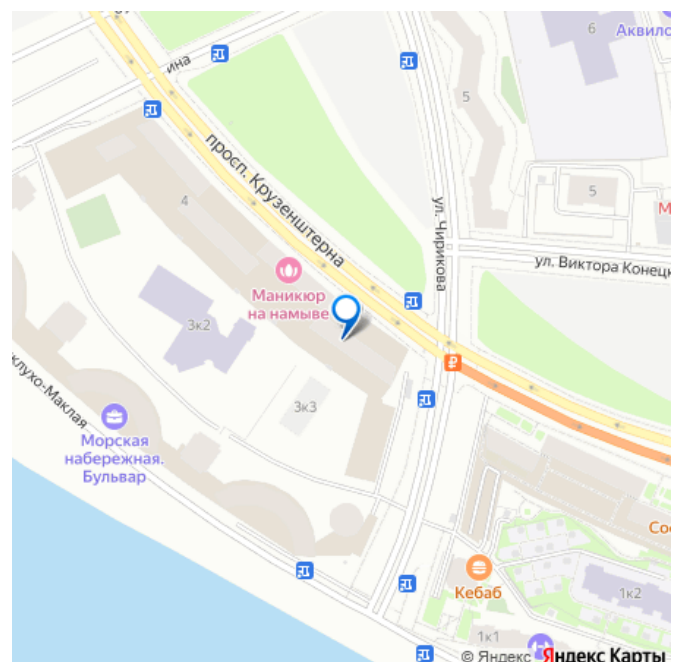 ина
6
Аквило
5
просп. Крузенштерна
4
5
М
ул. Чирикова
ул. Виктора Конецк
Маникюр
на намыве
3к2
клухо-Маклая
3к3
Морская
набережная.
Бульвар
Сос
Кебаб
1к2
1к1
© Яндекс Яндекс Карты